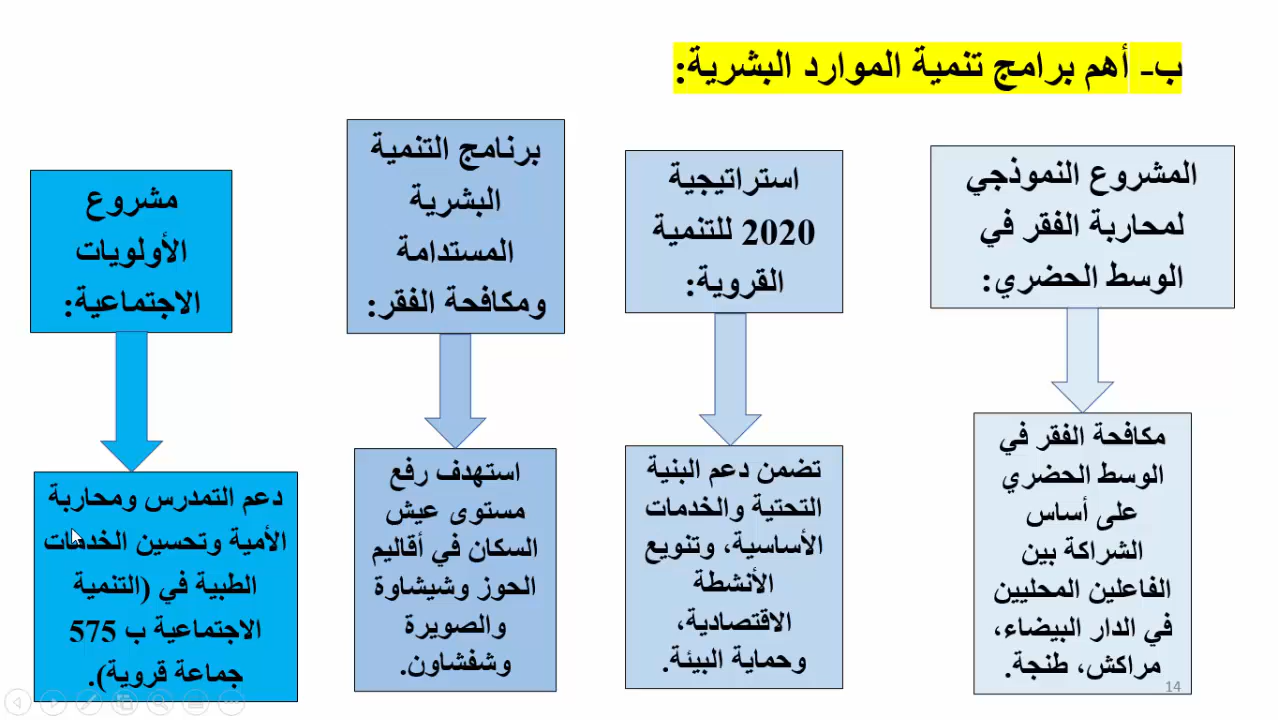 ب- أهم برامج تنمية الموارد البشرية:
المشروع النموذجي
لمحاربة الفقر في
الوسط الحضري:
مكافحة الفقر في
الوسط الحضري
على أساس
الشراكة بين
الفاعلين المحليين
في الدار البيضاء،
مراكش، طنجة.
استراتيجية
2020 للتنمية
القروية:
تضمن دعم البنية
التحتية والخدمات
الأساسية، وتنويع
الأنشطة
الاقتصادية،
وحماية البيئة.
برنامج التنمية
البشرية
المستدامة
ومكافحة الفقر:
استهدف رفع
مستوى عيش
السكان في أقاليم
الحوز وشيشاوة
والصويرة
وشفشاون.
مشروع
الأولويات
الاجتماعية:
دعم التمدرس ومحاربة
الأمية وتحسين الخدمات
الطبية في (التنمية
الاجتماعية ب 575
جماعة قروية).
14